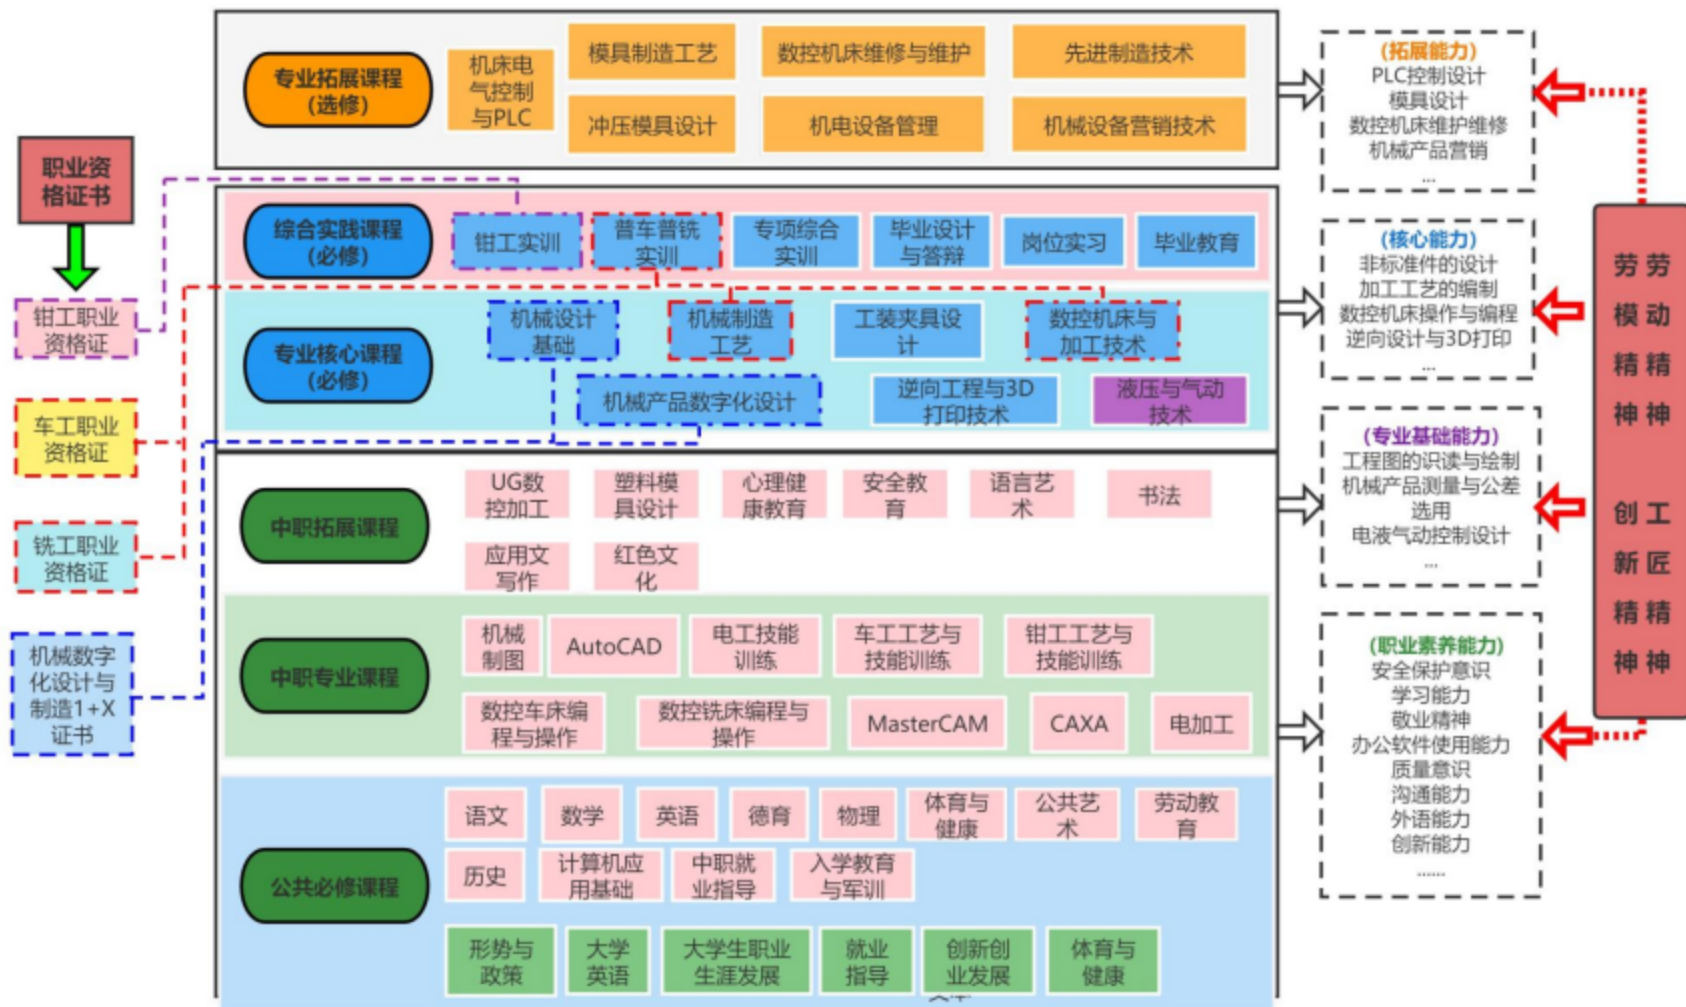 职业资
格证书
钳工职业
资格证
车工职业
资格证
铣工职业
资格证
机械数字
化设计与
制造1+X
证书
专业拓展课程
(选修)
机床电
气控制
与PLC
模具制造工艺
数控机床维修与维护
先进制造技术
冲压模具设计
机电设备管理
机械设备营销技术
综合实践课程
(必修)
钳工实训
普车普铣
实训
专项综合
实训
毕业设计
与答辩
岗位实习
毕业教育
专业核心课程
(必修)
机械设计
基础
机械制造
工艺
工装夹具设
计
数控机床与
加工技术
机械产品数字化设计
逆向工程与3D
打印技术
液压与气动
技术
中职拓展课程
UG数
控加工
塑料模
具设计
心理健
康教育
安全教
育
语言艺
术
书法
应用文
写作
红色文
化
中职专业课程
机械
制图
AutoCAD
电工技能
训练
车工工艺与
技能训练
钳工工艺与
技能训练
数控车床编
程与操作
数控铣床编程与
操作
MasterCAM
CAXA
电加工
公共必修课程
语文
数学
英语
德育
物理
体育与
健康
公共艺
术
劳动教
育
历史
计算机应
用基础
中职就
业指导
入学教育
与军训
形势与
政策
大学
英语
大学生职业
生涯发展
就业
指导
创新创
业发展
体育与
健康
(拓展能力)
PLC控制设计
模具设计
数控机床维护维修
机械产品营销
...
(核心能力)
非标准件的设计
加工工艺的编制
数控机床操作与编程
逆向设计与3D打印
...
(专业基础能力)
工程图的识读与绘制
机械产品测量与公差
选用
电液气动控制设计
...
(职业素养能力)
安全保护意识
学习能力
敬业精神
办公软件使用能力
质量意识
沟通能力
外语能力
创新能力
......
劳模精神 创新精神
劳动精神 工匠精神